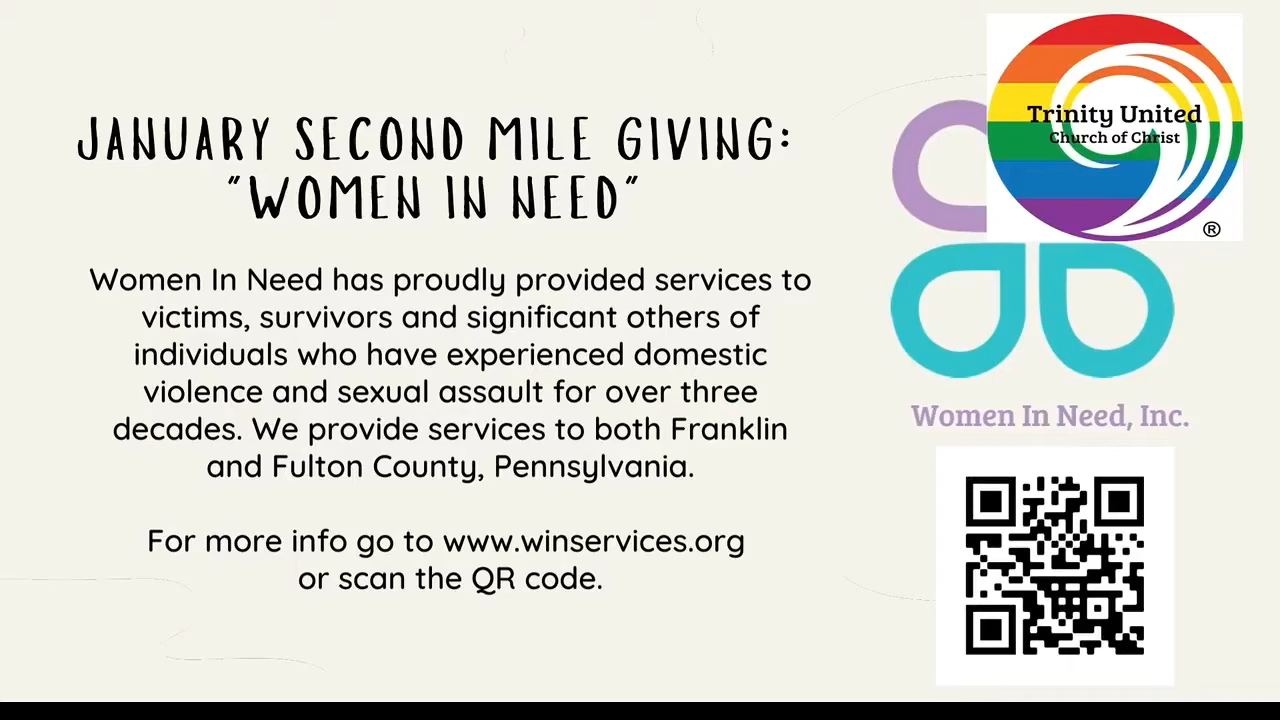 JANUARY SECOND MILE GIVING:
"WOMEN IN NEED"
Women In Need has proudly provided services to
victims, survivors and significant others of
individuals who have experienced domestic
violence and sexual assault for over three
decades. We provide services to both Franklin
and Fulton County, Pennsylvania.
For more info go to www.winservices.org
or scan the QR code.
Trinity United
Church of Christ
®
Women In Need, Inc.